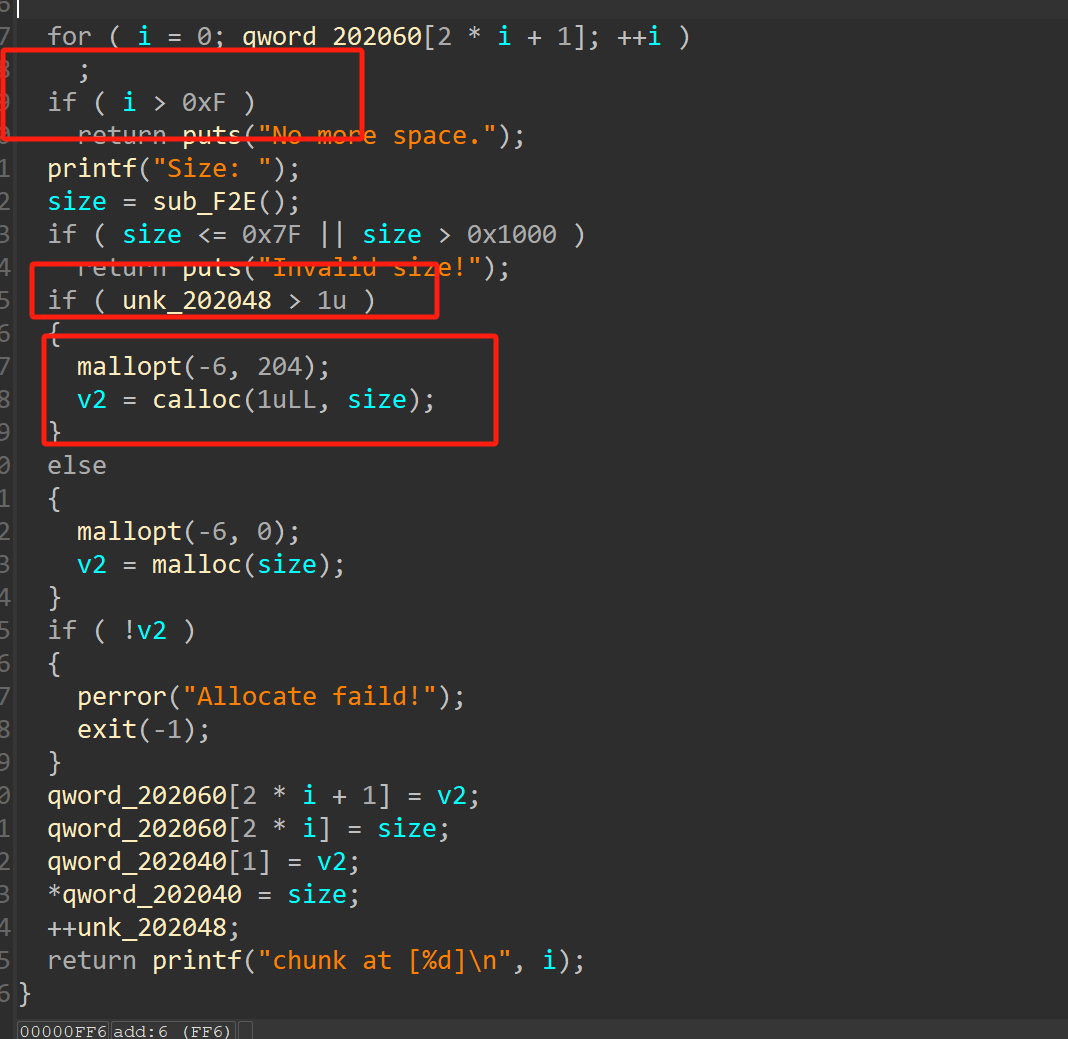 6
7 for ( i = 0; qword_202060[2 * i + 1]; ++i )
8 ;
9 if ( i > 0xF )
0 return puts("No more space.");
1 printf("Size: ");
2 size = sub_F2E();
3 if ( size <= 0x7F || size > 0x1000 )
4 return puts("Invalid size!");
5 if ( unk_202048 > 1u )
6 {
7 mallopt(-6, 204);
8 v2 = calloc(1uLL, size);
9 }
0 else
1 {
2 mallopt(-6, 0);
3 v2 = malloc(size);
4 }
5 if ( !v2 )
6 {
7 perror("Allocate faild!");
8 exit(-1);
9 }
0 qword_202060[2 * i + 1] = v2;
1 qword_202060[2 * i] = size;
2 qword_202040[1] = v2;
3 *qword_202040 = size;
4 ++unk_202048;
5 return printf("chunk at [%d]\n", i);
6 }
00000FF6 add:6 (FF6)